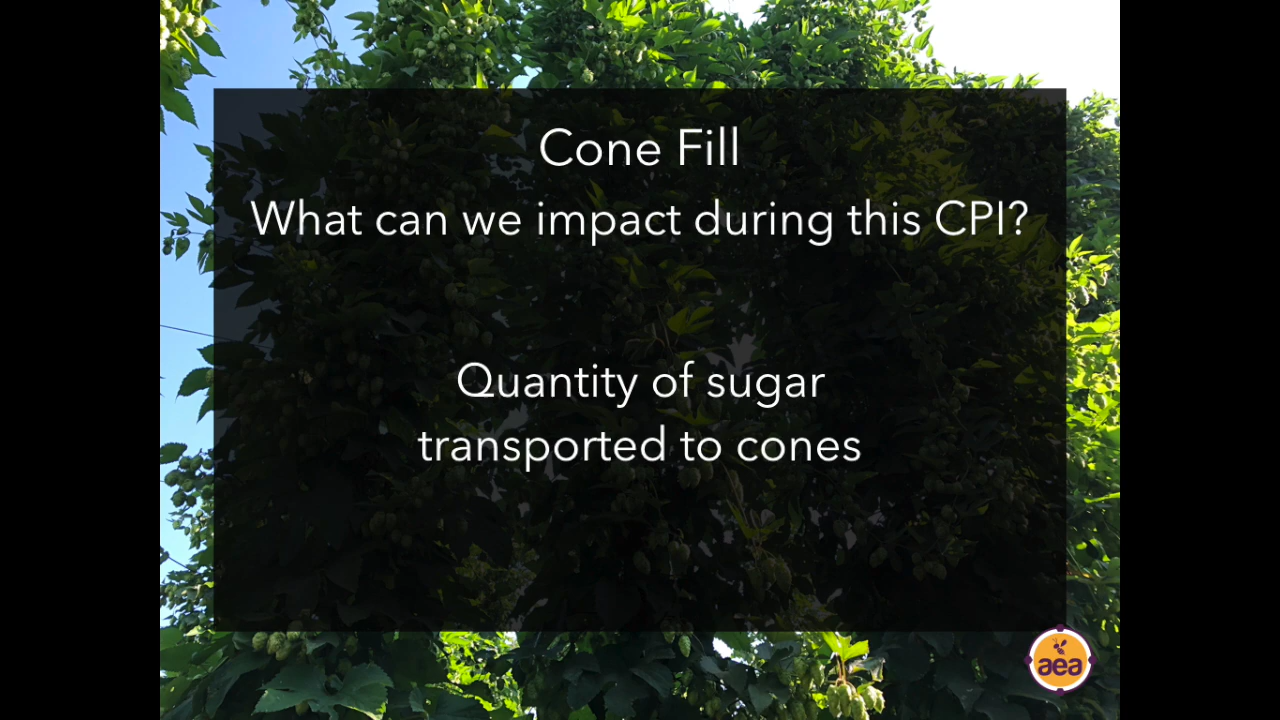 Cone Fill
What can we impact during this CPI?
Quantity of sugar
transported to cones
aea